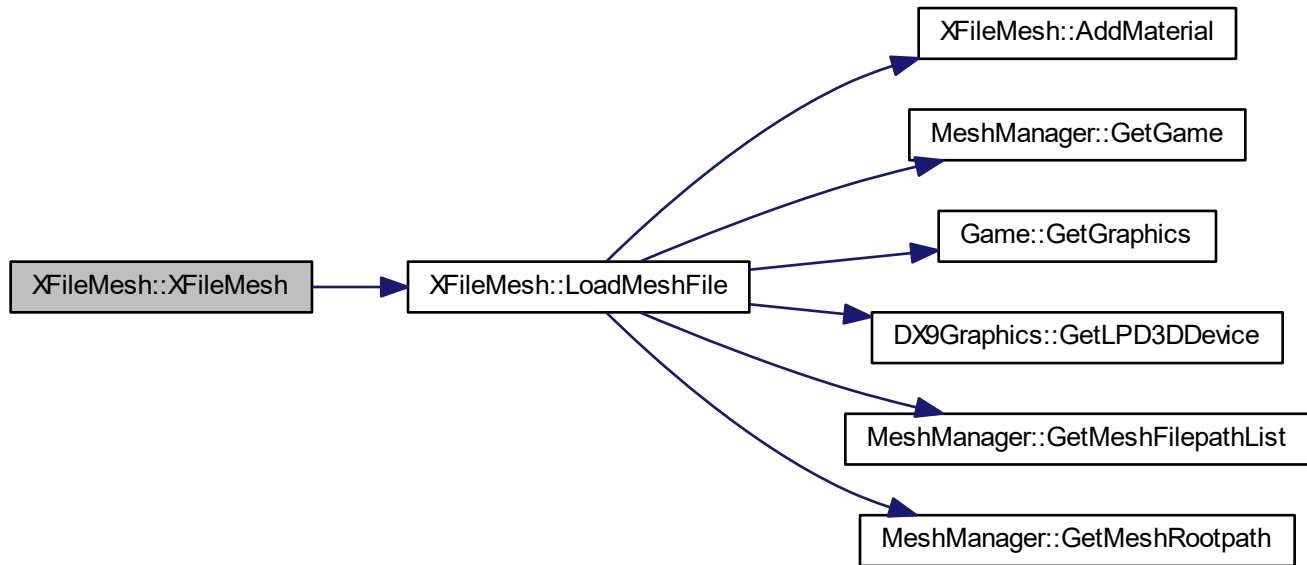 XFileMesh::AddMaterial
MeshManager::GetGame
Game::GetGraphics
XFileMesh::XFileMesh
XFileMesh::LoadMeshFile
DX9Graphics::GetLPD3DDevice
MeshManager::GetMeshFilepathList
MeshManager::GetMeshRootpath